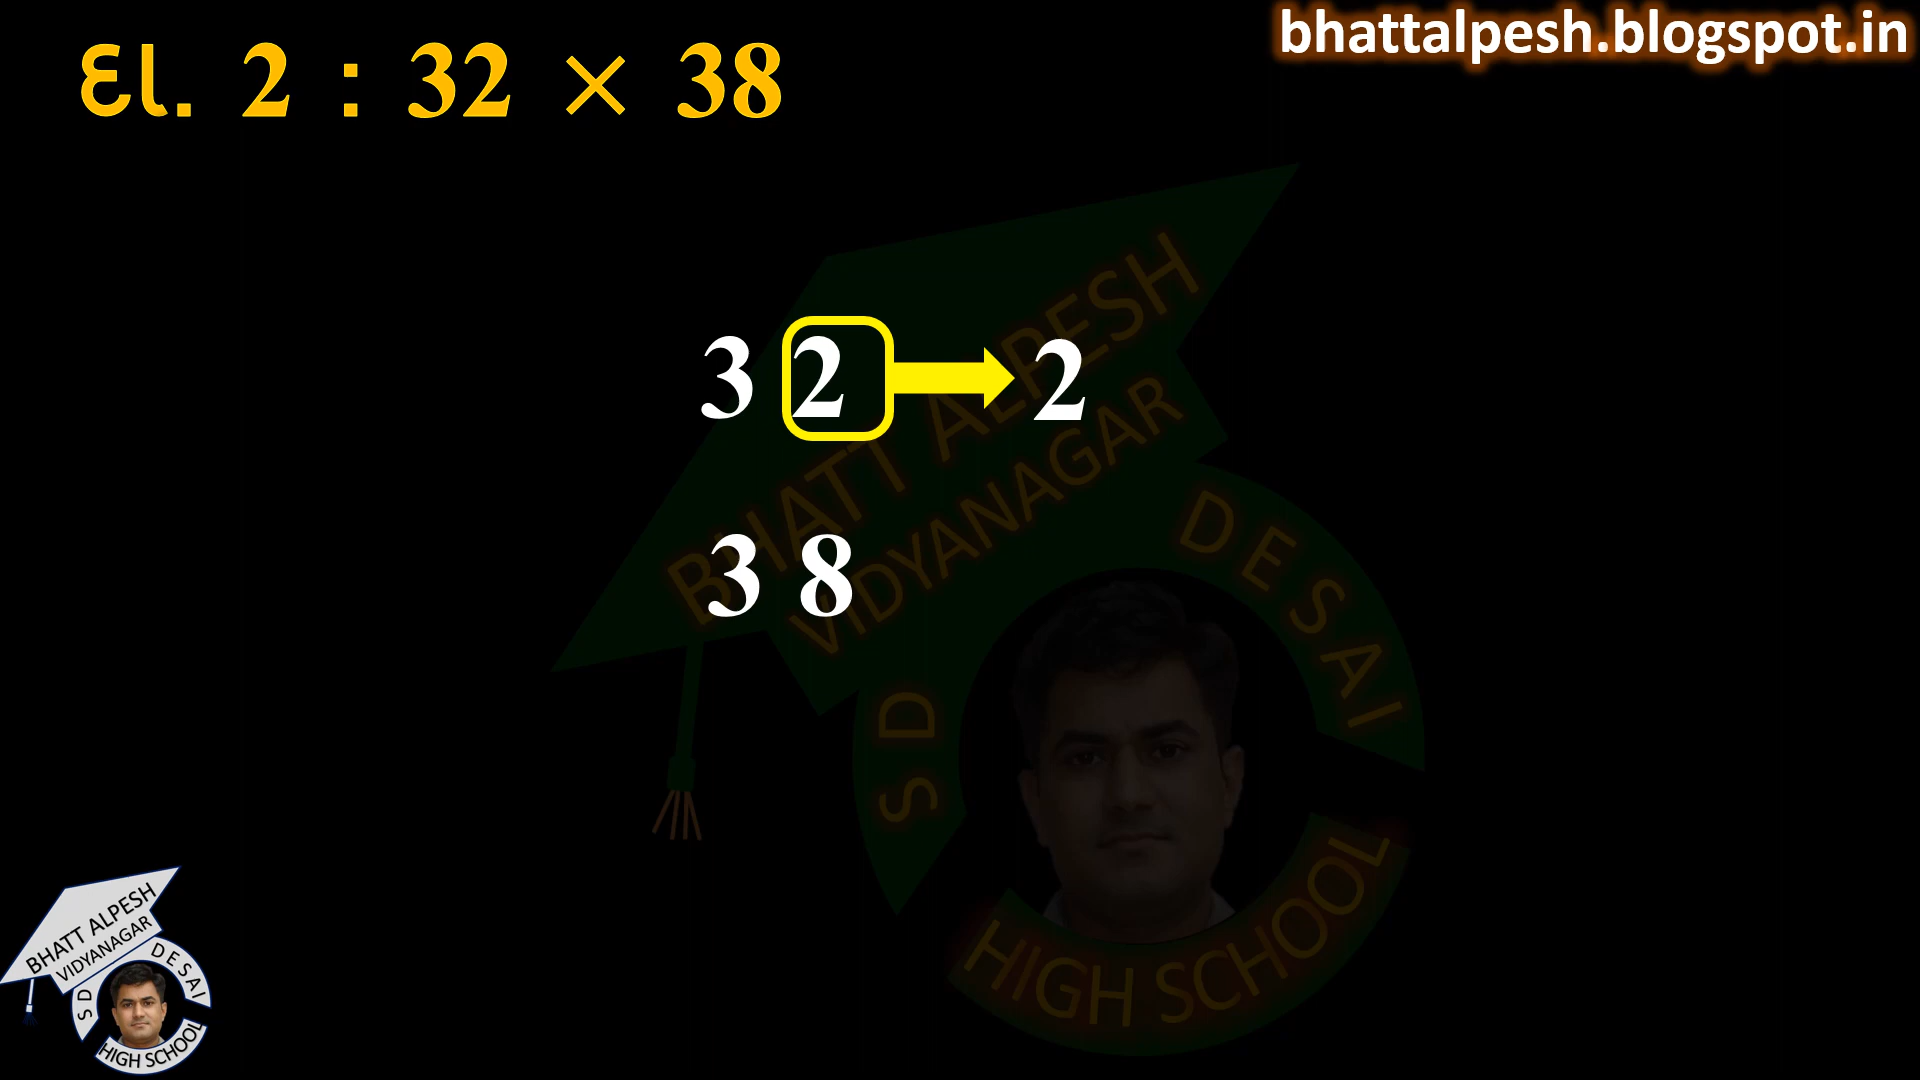 bhattalpesh.blogspot.in
દા. 2 : 32 × 38
3 2 2
3 8
BHATT ALPESH
VIDYANAGAR
S D DESAI
HIGH SCHOOL
BHATT ALPESH
VIDYANAGAR
S D DESAI
HIGH SCHOOL